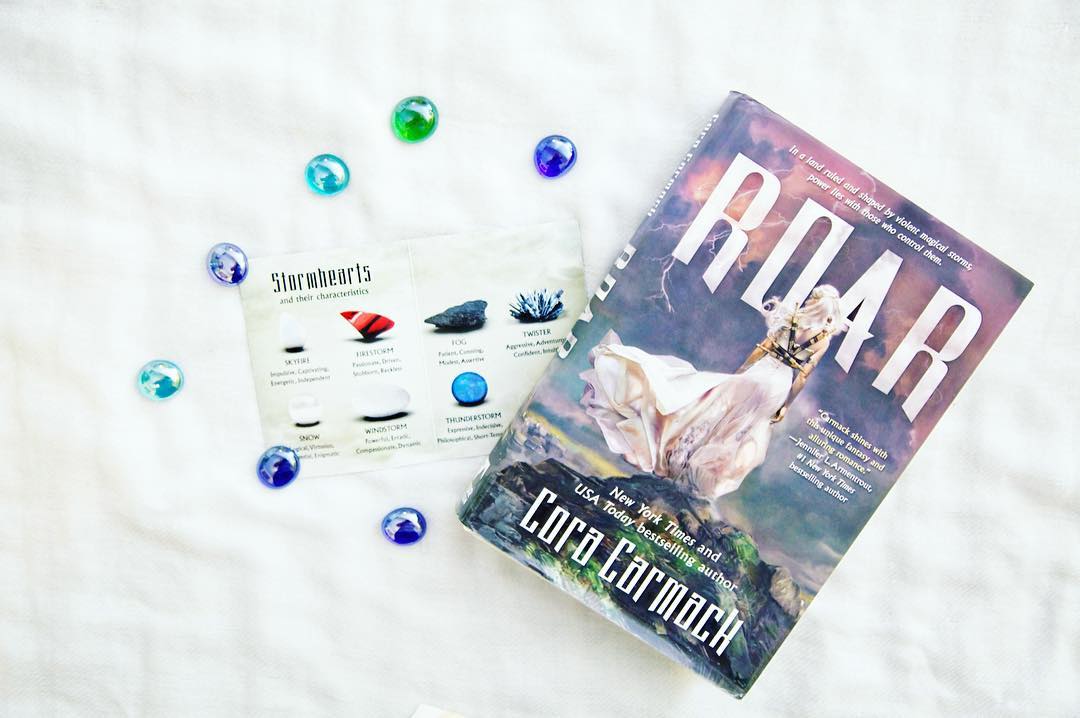 Stormhearts
and their characteristics
SKYFIRE
Impulsive, Captivating,
Energetic, Independent
FIRESTORM
Passionate, Driven,
Stubborn, Reckless
FOG
Patient, Cunning,
Modest, Assertive
TWISTER
Aggressive, Adventurous
Confident,
SNOW
Virtuous,
Enigmatic
WINDSTORM
Powerful, Erratic,
Compassionate, Dynamic
THUNDERSTORM
Expressive, Indecisive,
Philosophical, Short-Tem
In a land ruled and shaped by violent magical storms,
power lies with those who control them.
ROAR
"Carmack shines with
this unique fantasy and
alluring romance."
—Jennifer L. Armentrout,
#1 New York Times
bestselling author
New York Times and
USA Today bestselling author
Cora Carmack